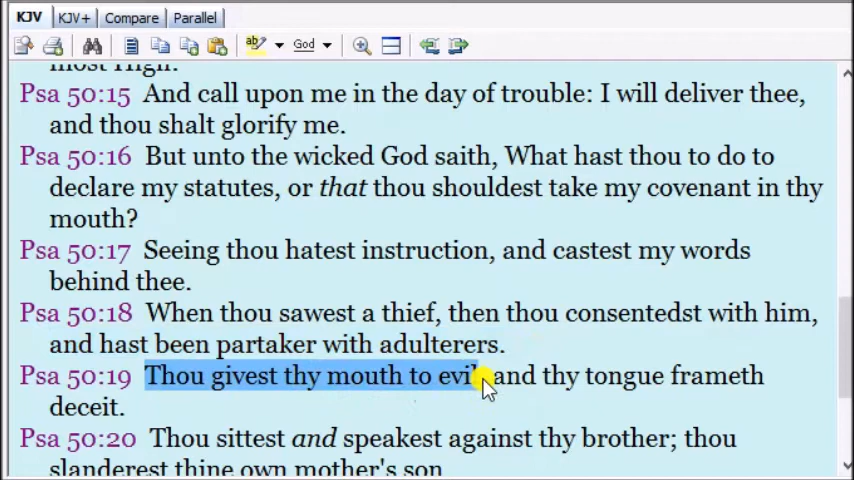 KJV KJV+ Compare Parallel
ab God
most High.
Psa 50:15 And call upon me in the day of trouble: I will deliver thee,
and thou shalt glorify me.
Psa 50:16 But unto the wicked God saith, What hast thou to do to
declare my statutes, or that thou shouldest take my covenant in thy
mouth?
Psa 50:17 Seeing thou hatest instruction, and castest my words
behind thee.
Psa 50:18 When thou sawest a thief, then thou consentedst with him,
and hast been partaker with adulterers.
Psa 50:19 Thou givest thy mouth to evil, and thy tongue frameth
deceit.
Psa 50:20 Thou sittest and speakest against thy brother; thou
slanderest thine own mother's son